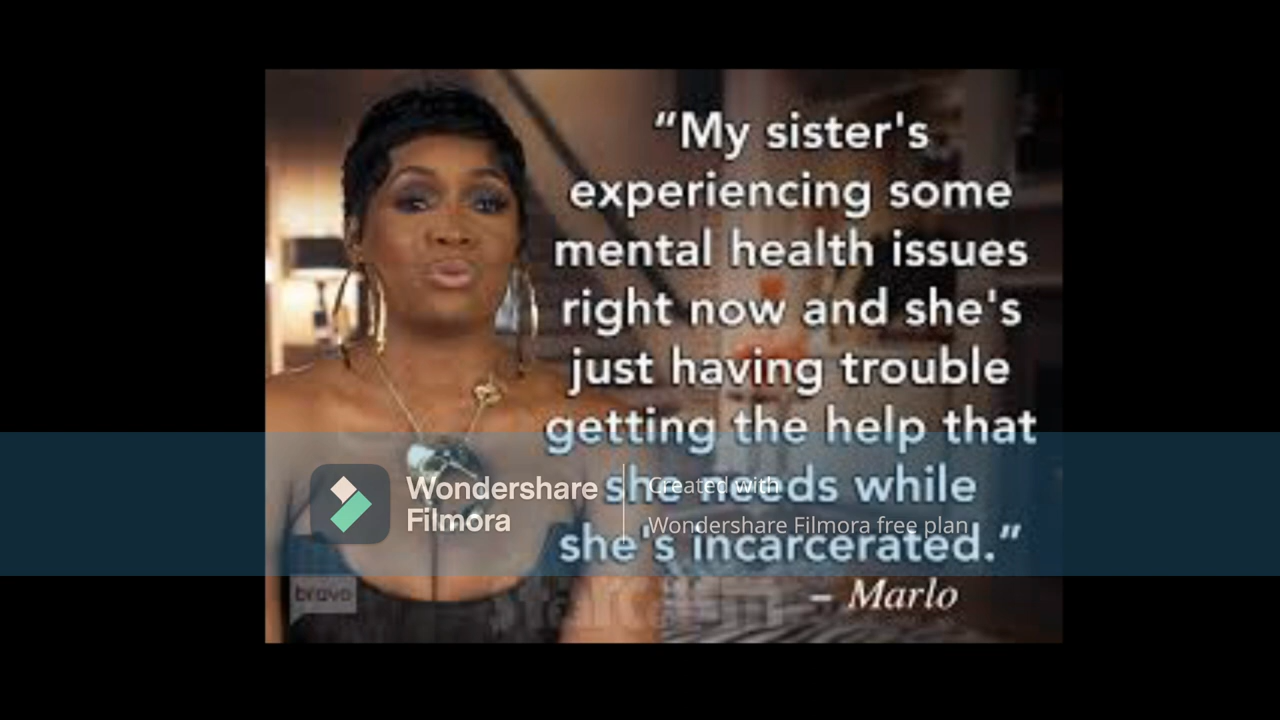 “My sister's
experiencing some
mental health issues
right now and she's
just having trouble
getting the help that
she needs while
she's incarcerated.”
– Marlo
Wondershare
Filmora
Created with
Wondershare Filmora free plan
bravo